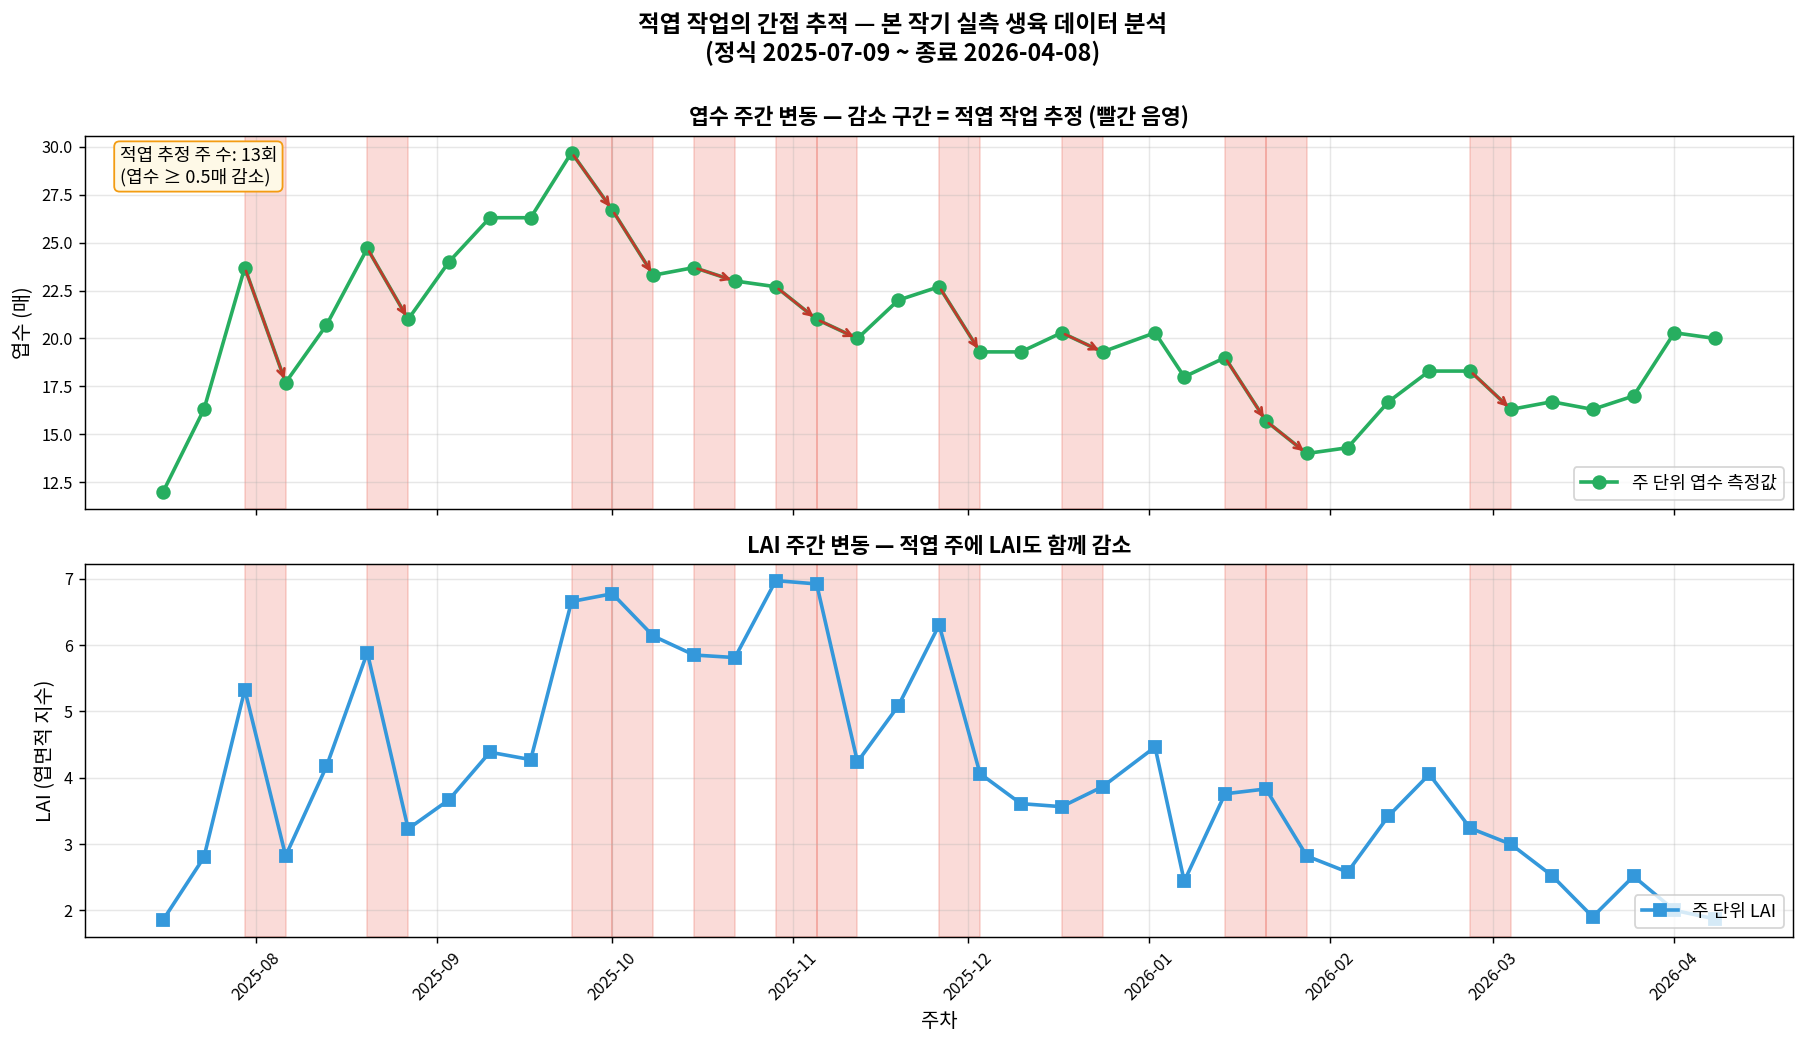 적엽 작업의 간접 추적 — 본 작기 실측 생육 데이터 분석
(정식 2025-07-09 ~ 종료 2026-04-08)
엽수 주간 변동 — 감소 구간 = 적엽 작업 추정 (빨간 음영)
적엽 추정 주 수: 13회
(엽수 ≥ 0.5매 감소)
엽수 (매)
30.0
27.5
25.0
22.5
20.0
17.5
15.0
12.5
주 단위 엽수 측정값
LAI 주간 변동 — 적엽 주에 LAI도 함께 감소
LAI (엽면적 지수)
7
6
5
4
3
2
주 단위 LAI
2025-08
2025-09
2025-10
2025-11
2025-12
2026-01
2026-02
2026-03
2026-04
주차